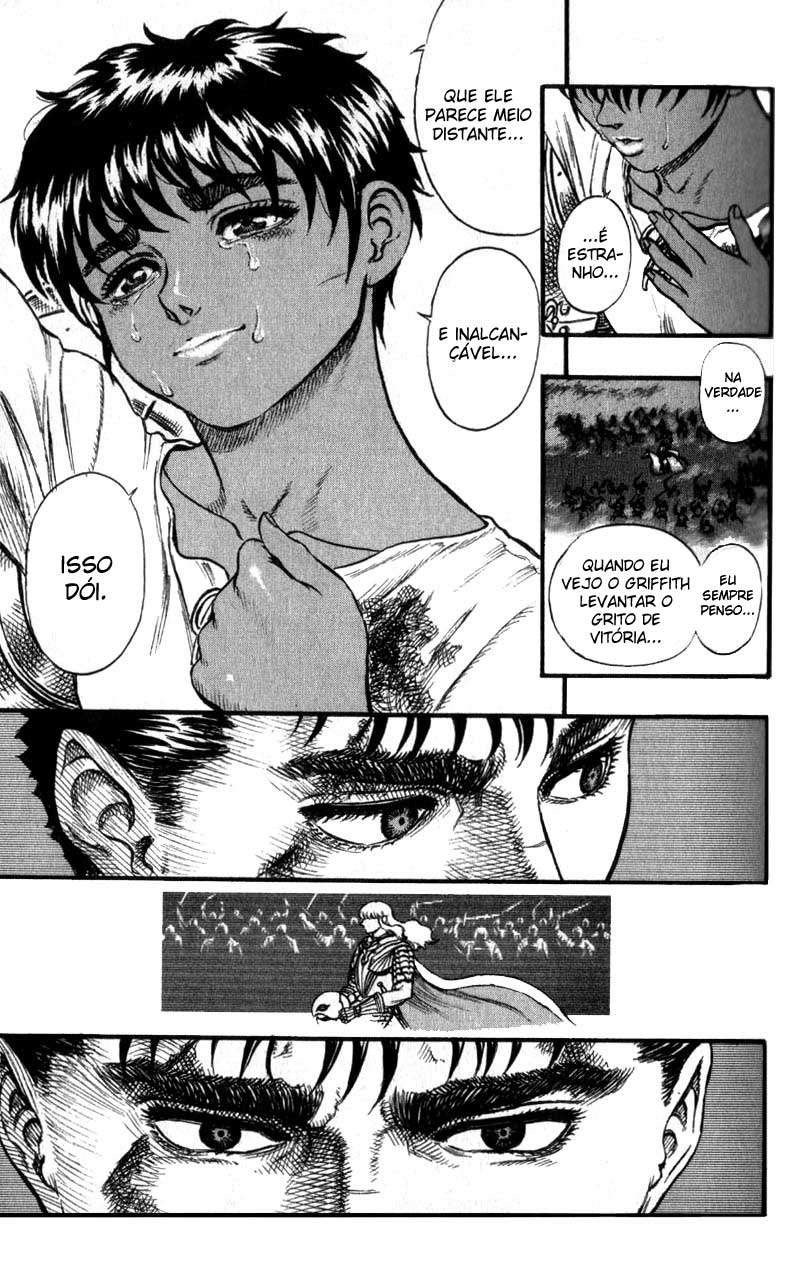 ...É
ESTRA-
NHO...
NA
VERDADE
...
EU
SEMPRE
PENSO...
QUANDO EU
VEJO O GRIFFITH
LEVANTAR O
GRITO DE
VITÓRIA...
QUE ELE
PARECE MEIO
DISTANTE...
E INALCAN-
ÇÁVEL...
ISSO
DÓI.